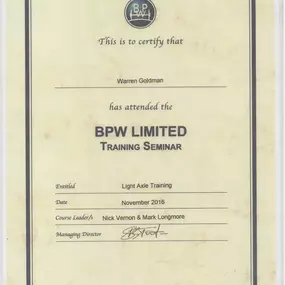 BPW
This is to certify that
Warren Goldman
has attended the
BPW LIMITED
TRAINING SEMINAR
Entitled Light Axle Training
Date November 2016
Course Leader/s Nick Vernon & Mark Longmore
Managing Director